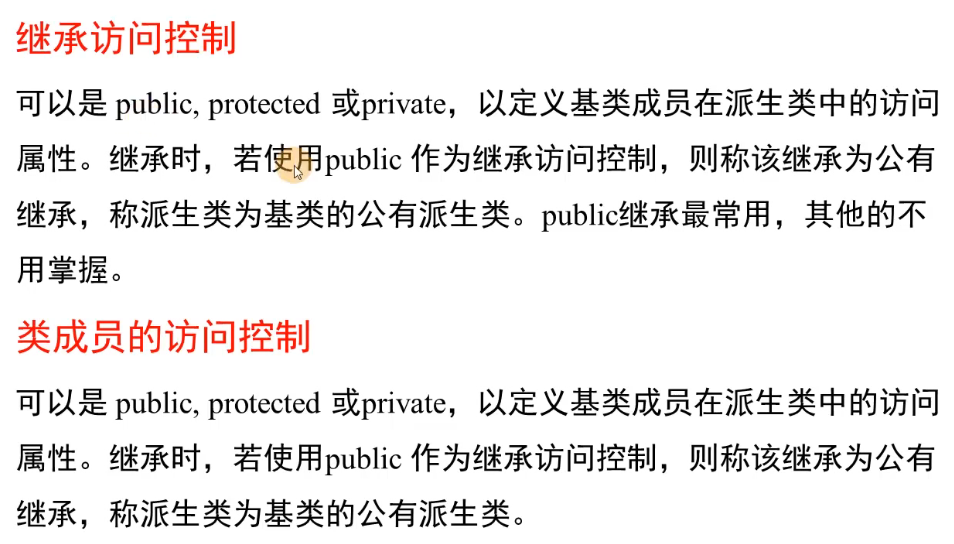 继承访问控制
可以是 public, protected 或private，以定义基类成员在派生类中的访问
属性。继承时，若使用public 作为继承访问控制，则称该继承为公有
继承，称派生类为基类的公有派生类。public继承最常用，其他的不
用掌握。
类成员的访问控制
可以是 public, protected 或private，以定义基类成员在派生类中的访问
属性。继承时，若使用public 作为继承访问控制，则称该继承为公有
继承，称派生类为基类的公有派生类。